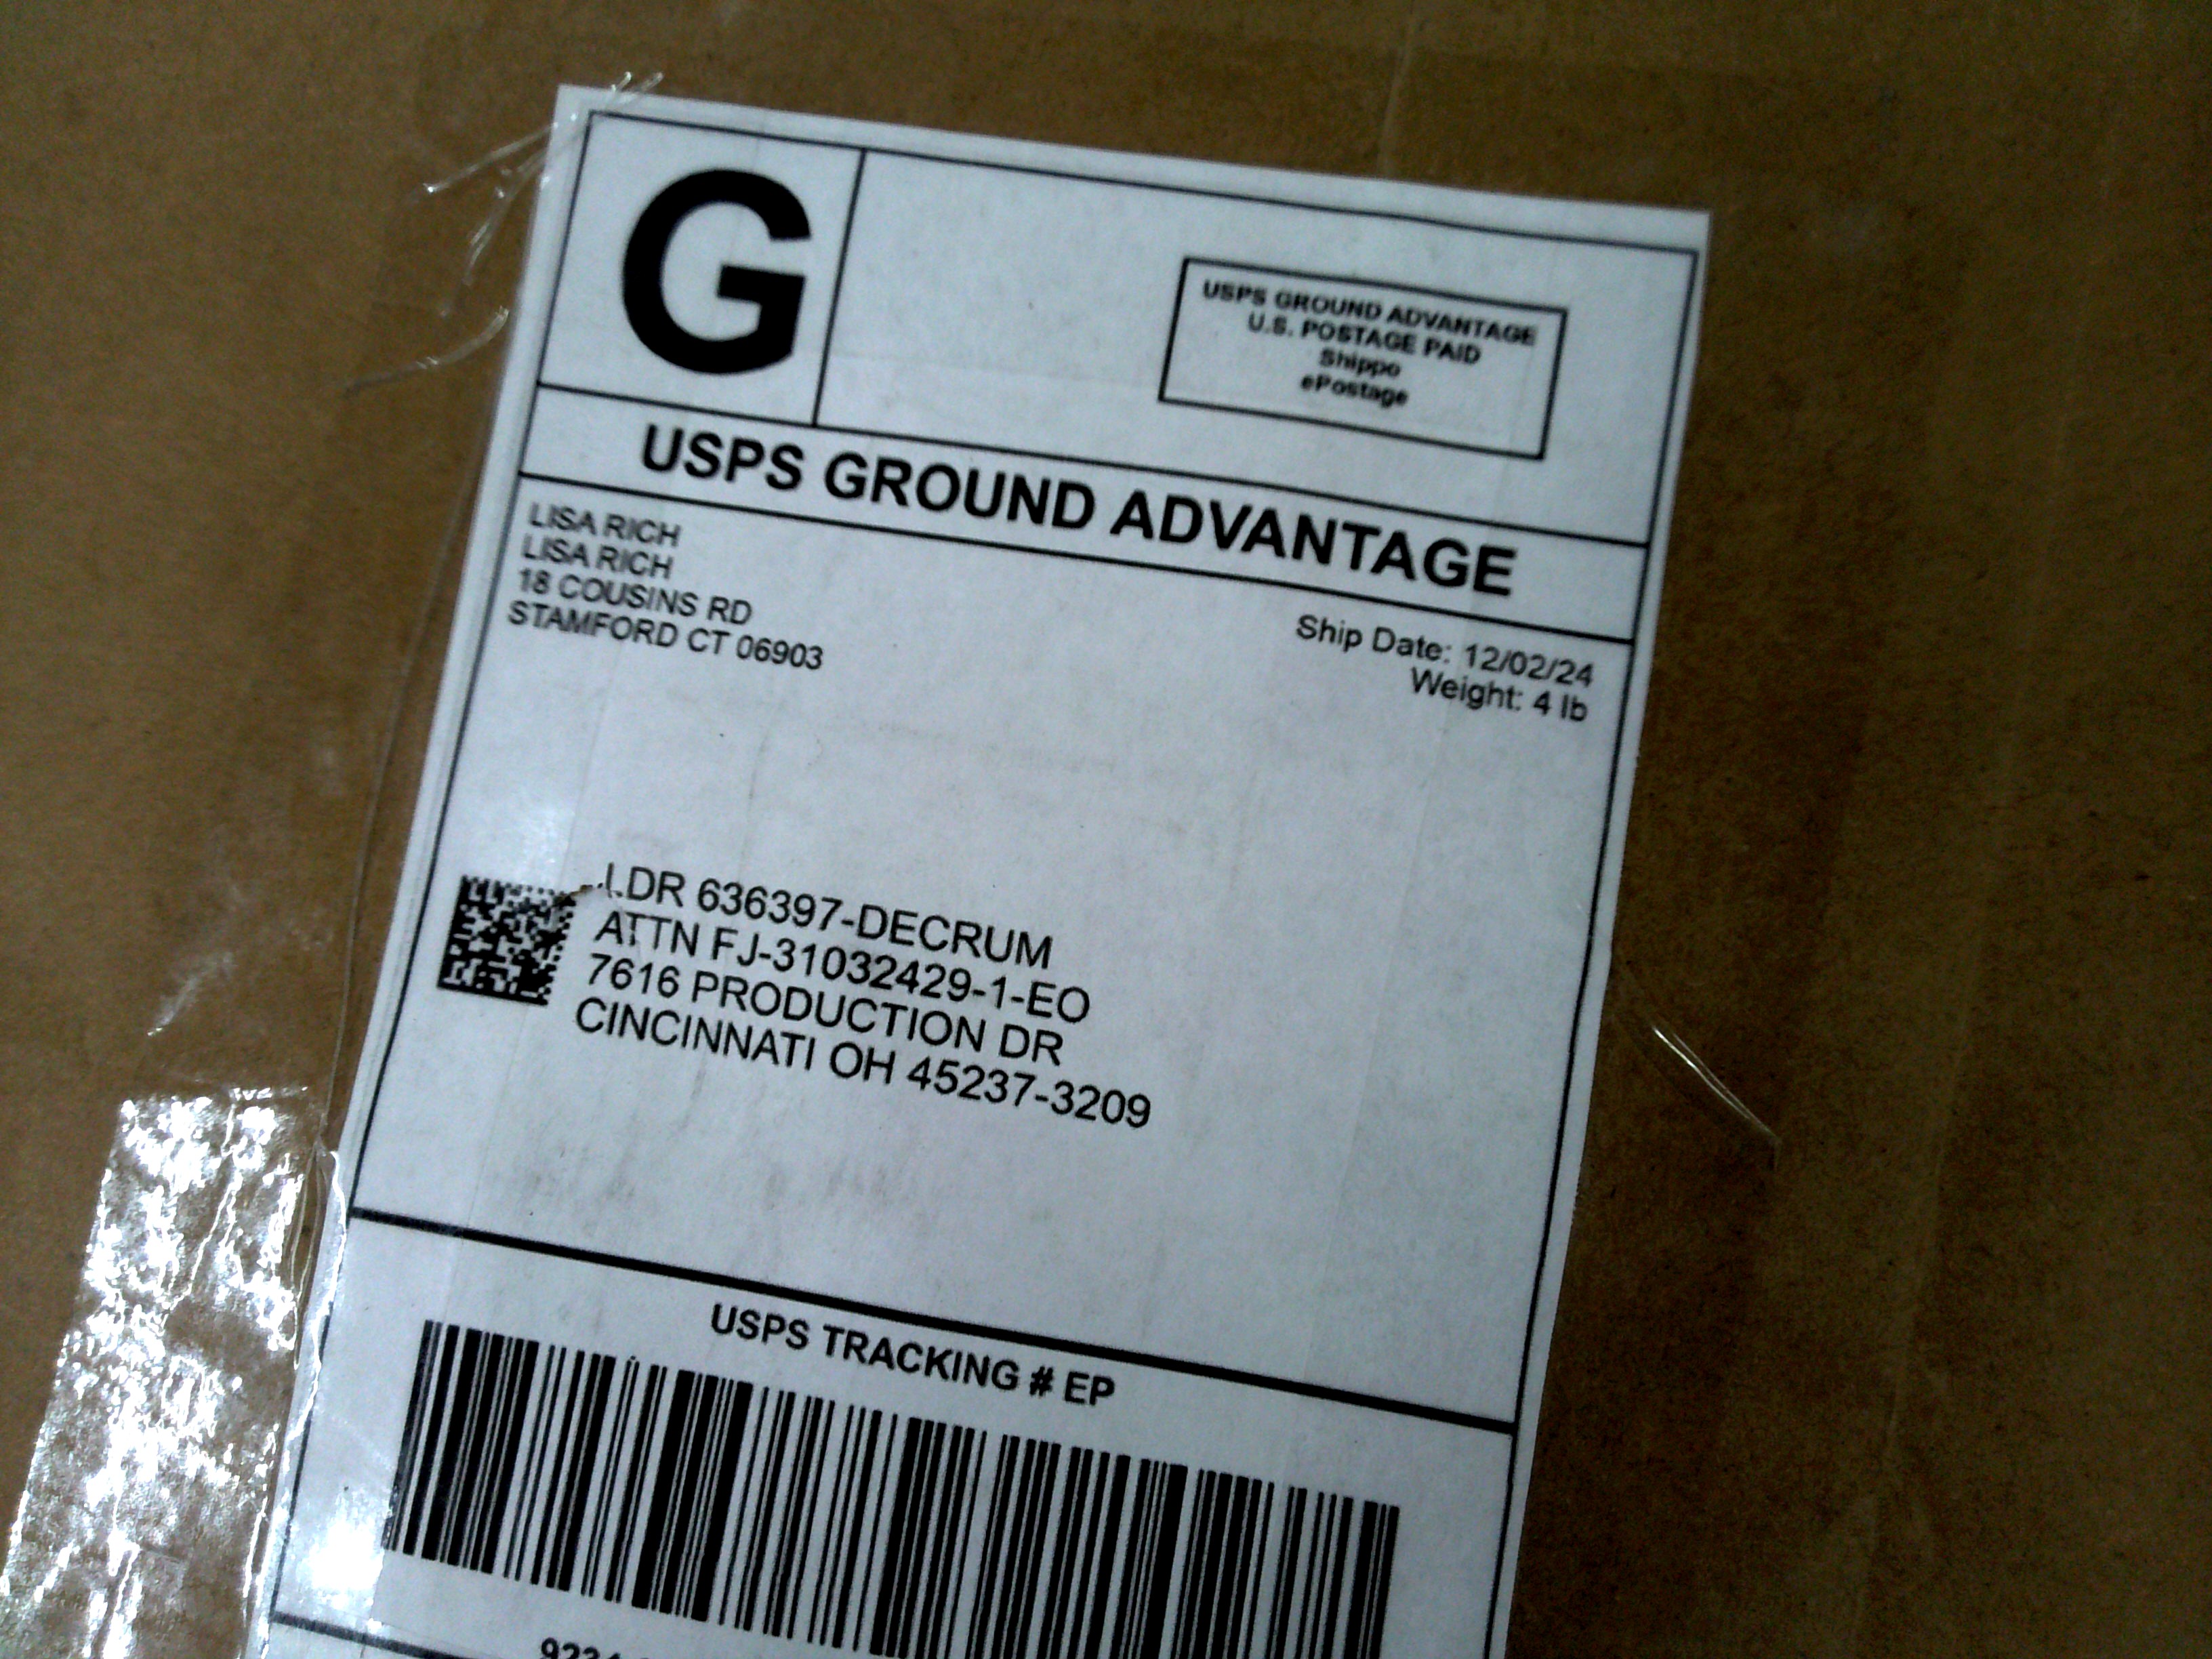 G
USPS GROUND ADVANTAGE
U.S. POSTAGE PAID
Shippo
ePostage
USPS GROUND ADVANTAGE
LISA RICH
LISA RICH
18 COUSINS RD
STAMFORD CT 06903
Ship Date: 12/02/24
Weight: 4 lb
LDR 636397-DECRUM
ATTN FJ-31032429-1-EO
7616 PRODUCTION DR
CINCINNATI OH 45237-3209
USPS TRACKING # EP